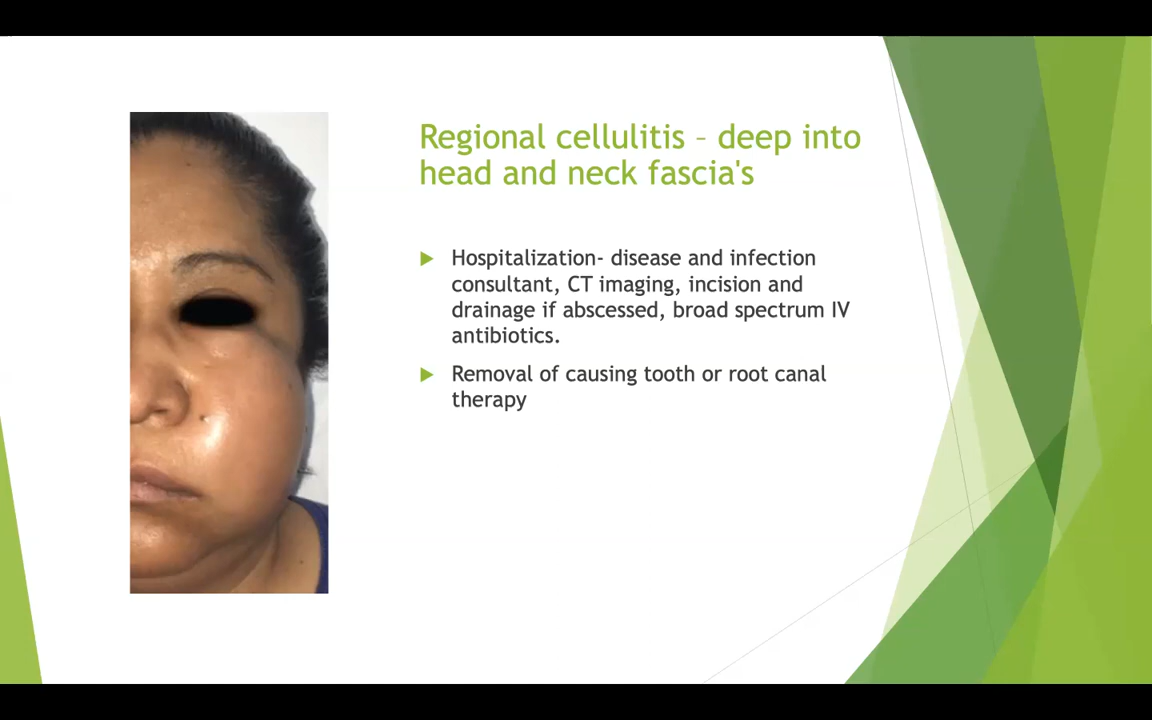 Regional cellulitis – deep into
head and neck fascia's
Hospitalization- disease and infection
consultant, CT imaging, incision and
drainage if abscessed, broad spectrum IV
antibiotics.
Removal of causing tooth or root canal
therapy